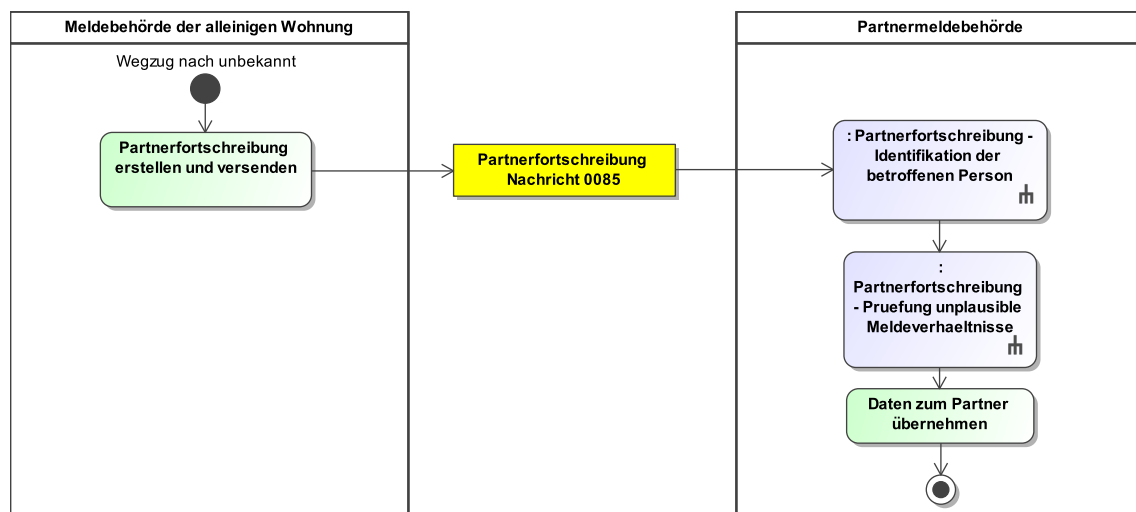 Meldebehörde der alleinigen Wohnung
Wegzug nach unbekannt
Partnerfortschreibung
erstellen und versenden
Partnerfortschreibung
Nachricht 0085
Partnermeldebehörde
: Partnerfortschreibung -
Identifikation der
betroffenen Person
:
Partnerfortschreibung
- Pruefung unplausible
Meldeverhaeltnisse
Daten zum Partner
übernehmen